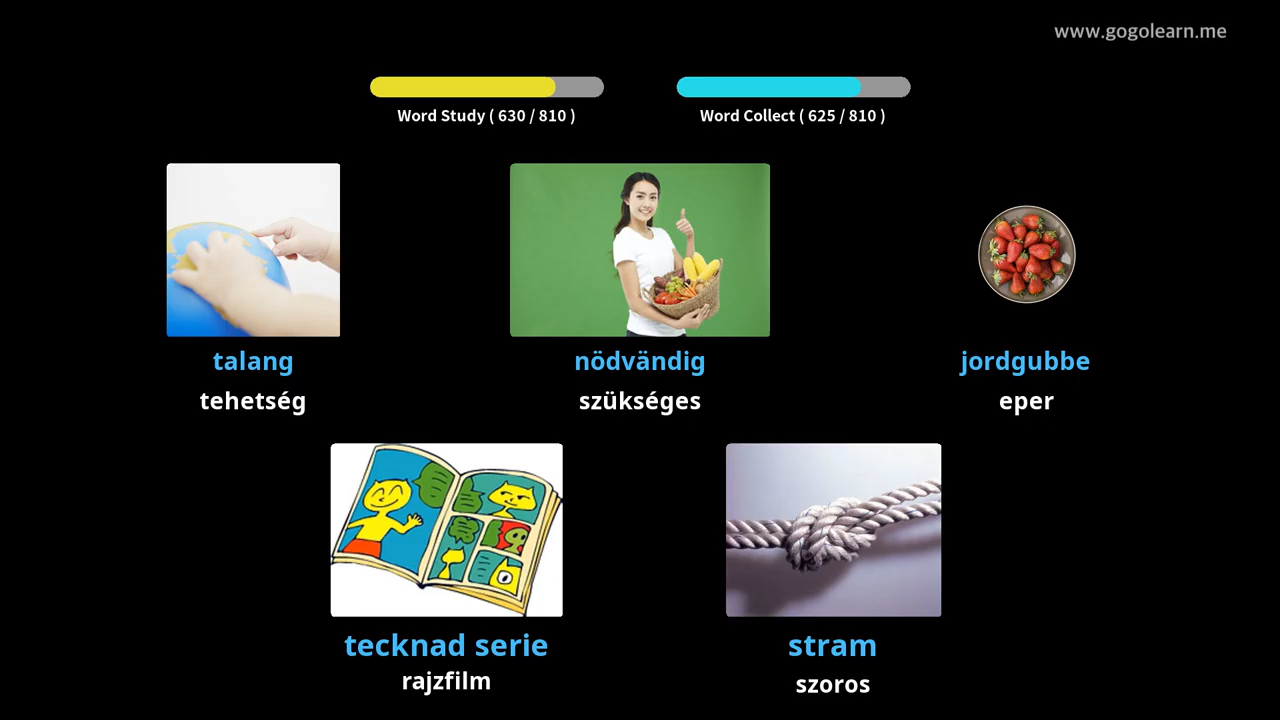 www.gogolearn.me
Word Study ( 630 / 810 )
Word Collect ( 625 / 810 )
talang
tehetség
nödvändig
szükséges
jordgubbe
eper
tecknad serie
rajzfilm
stram
szoros